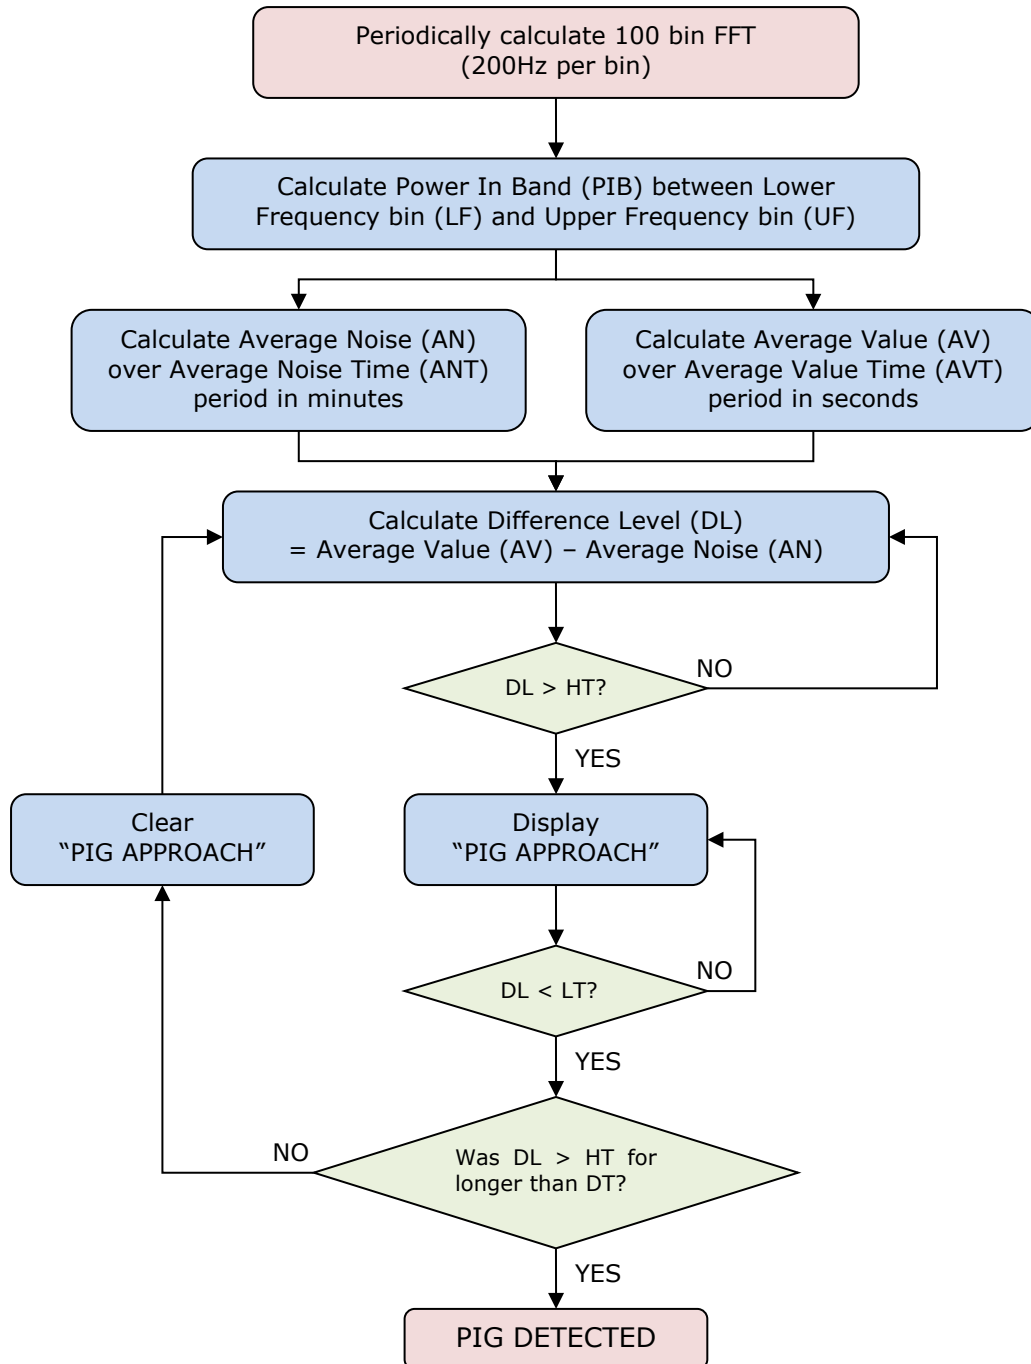 Periodically calculate 100 bin FFT
(200Hz per bin)
Calculate Power In Band (PIB) between Lower
Frequency bin (LF) and Upper Frequency bin (UF)
Calculate Average Noise (AN)
over Average Noise Time (ANT)
period in minutes
Calculate Average Value (AV)
over Average Value Time (AVT)
period in seconds
Calculate Difference Level (DL)
= Average Value (AV) – Average Noise (AN)
DL > HT?
NO
YES
Clear
“PIG APPROACH”
Display
“PIG APPROACH”
DL < LT?
NO
YES
NO
Was DL > HT for
longer than DT?
YES
PIG DETECTED